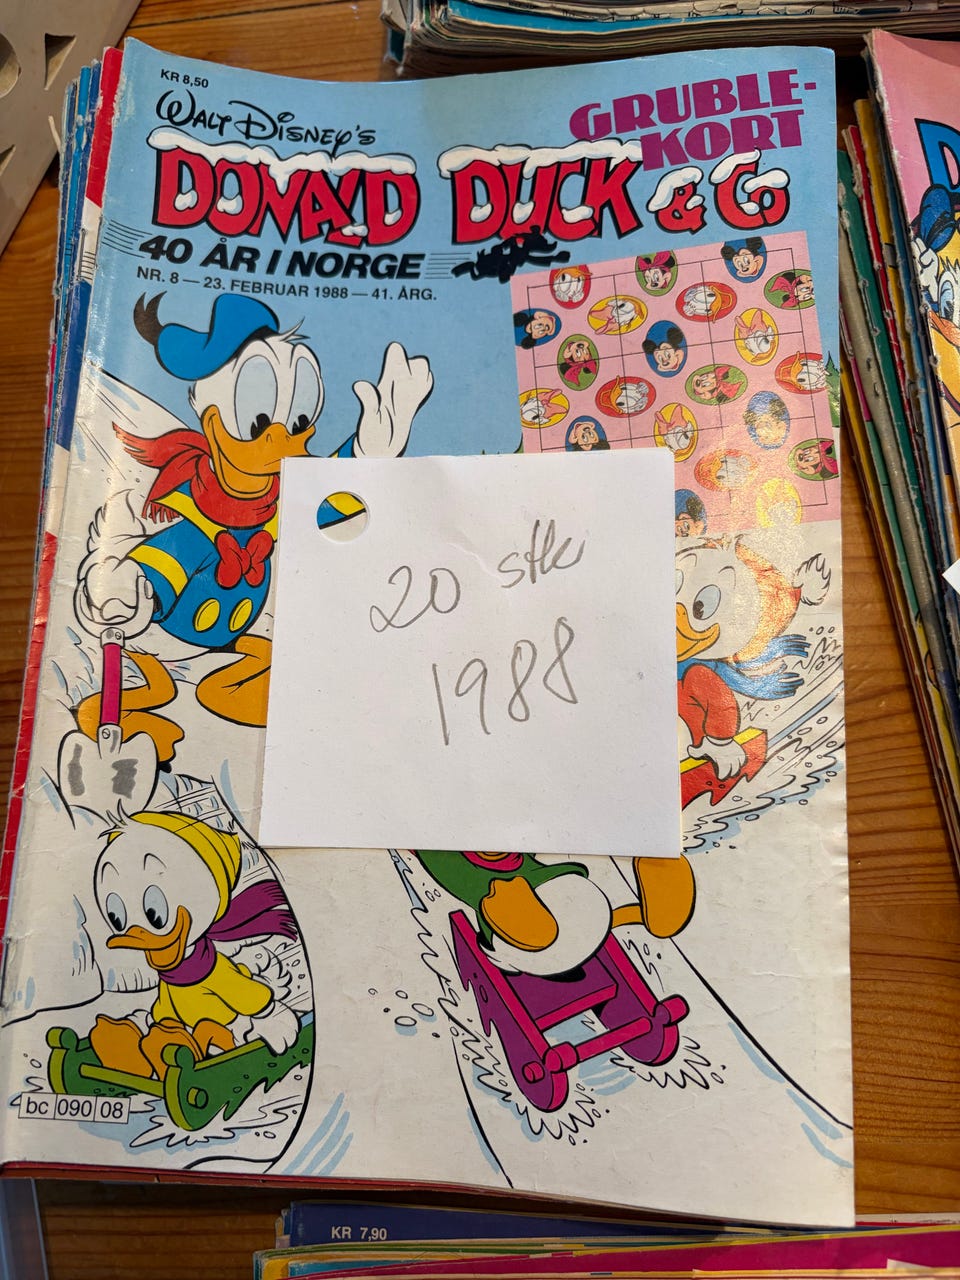 KR 8,50
WALT DISNEY'S
GRUBLE-
KORT
DONALD DUCK & Co
40 ÅR I NORGE
NR. 8 — 23. FEBRUAR 1988 — 41. ÅRG.
20 stk
1988
bc 090 08
KR 7,90
D